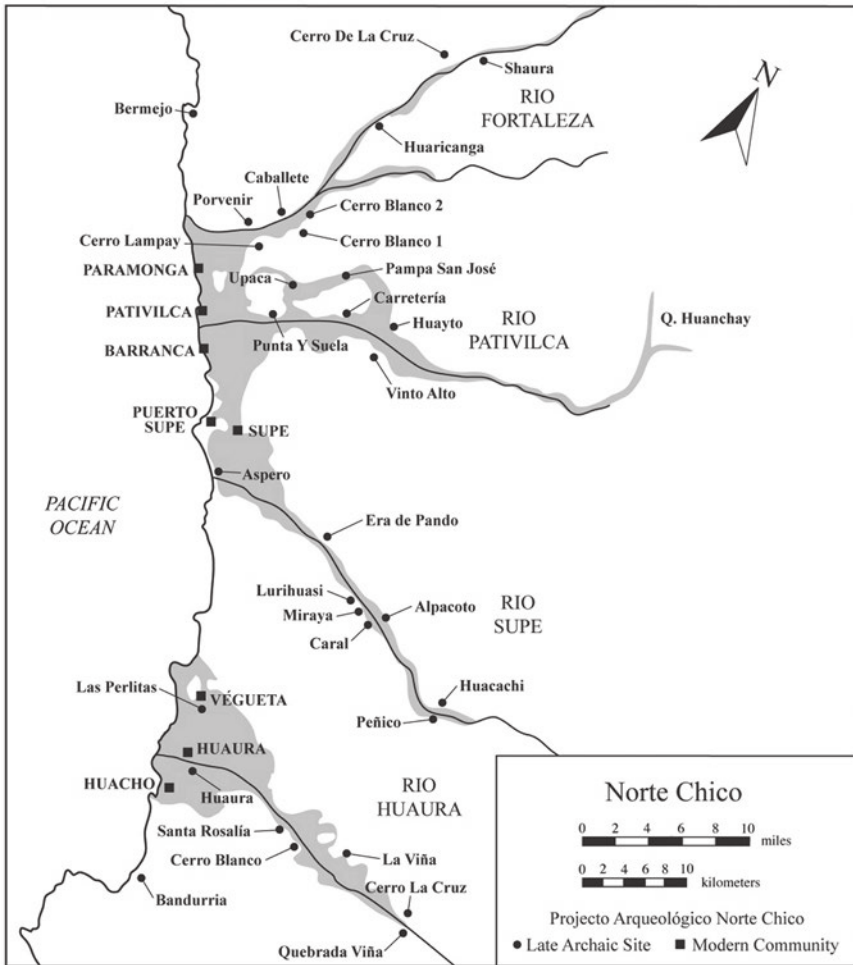 Cerro De La Cruz
Shaura
N
RIO
FORTALEZA
Bermejo
Huaricanga
Caballete
Porvenir
Cerro Blanco 2
Cerro Lampay
Cerro Blanco 1
PARAMONGA
Upaca
Pampa San José
PATIVILCA
Carretería
Huayto
RIO
PATIVILCA
Q. Huanchay
Punta Y Suela
BARRANCA
Vinto Alto
PUERTO
SUPE
SUPE
Aspero
PACIFIC
OCEAN
Era de Pando
Lurihuasi
Miraya
Alpacoto
Caral
RIO
SUPE
Huacachi
Peñico
Las Perlitas
VÉGUETA
HUAURA
HUACHO
Huaura
RIO
HUAURA
Santa Rosalía
Cerro Blanco
La Viña
Bandurria
Cerro La Cruz
Quebrada Viña
Norte Chico
0 2 4 6 8 10
miles
0 2 4 6 8 10
kilometers
Projecto Arqueológico Norte Chico
Late Archaic Site
Modern Community